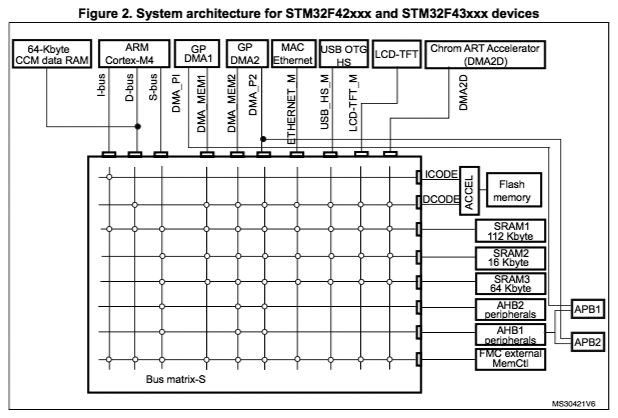 Figure 2. System architecture for STM32F42xxx and STM32F43xxx devices
64-Kbyte
CCM data RAM
ARM
Cortex-M4
GP
DMA1
GP
DMA2
MAC
Ethernet
USB OTG
HS
LCD-TFT
Chrom ART Accelerator
(DMA2D)
I-bus
D-bus
S-bus
DMA_PI
DMA_MEM1
DMA_MEM2
DMA_P2
ETHERNET_M
USB_HS_M
LCD-TFT_M
DMA2D
ICODE
DCODE
ACCEL
Flash
memory
SRAM1
112 Kbyte
SRAM2
16 Kbyte
SRAM3
64 Kbyte
AHB2
peripherals
AHB1
peripherals
FMC external
MemCtl
APB1
APB2
Bus matrix-S
MS30421V6